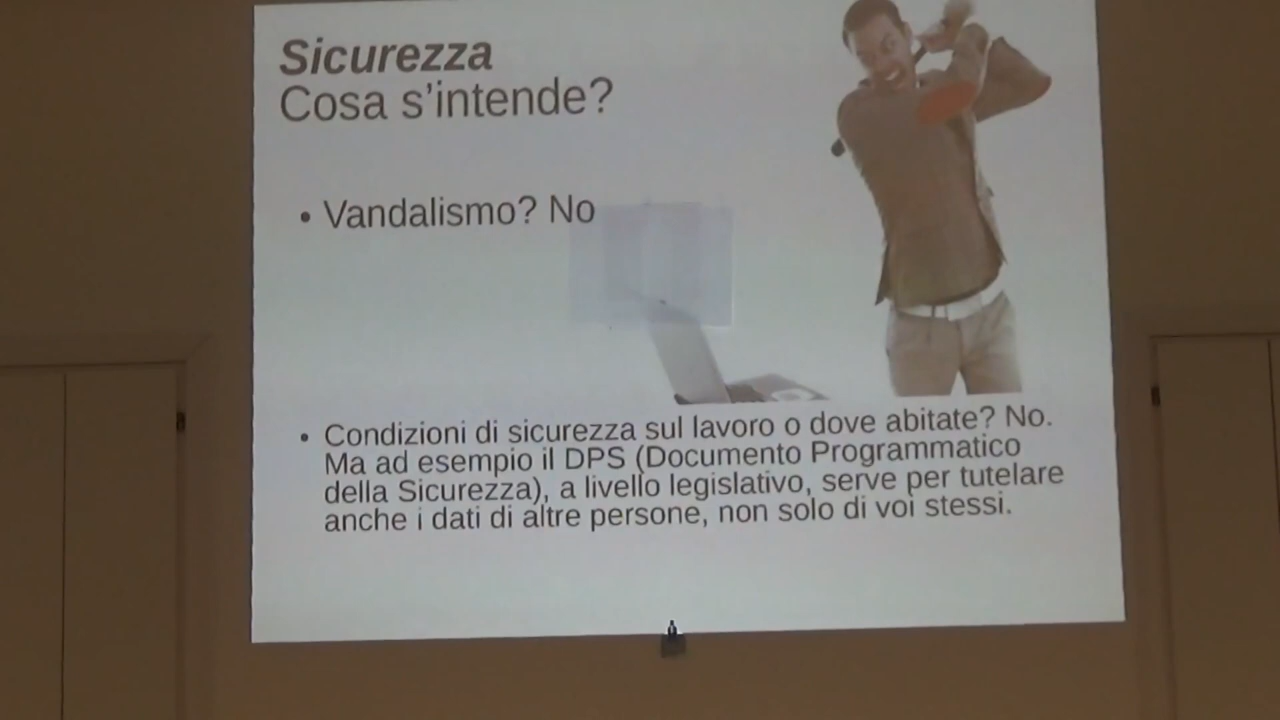 Sicurezza
Cosa s’intende?
• Vandalismo? No
• Condizioni di sicurezza sul lavoro o dove abitate? No.
Ma ad esempio il DPS (Documento Programmatico
della Sicurezza), a livello legislativo, serve per tutelare
anche i dati di altre persone, non solo di voi stessi.